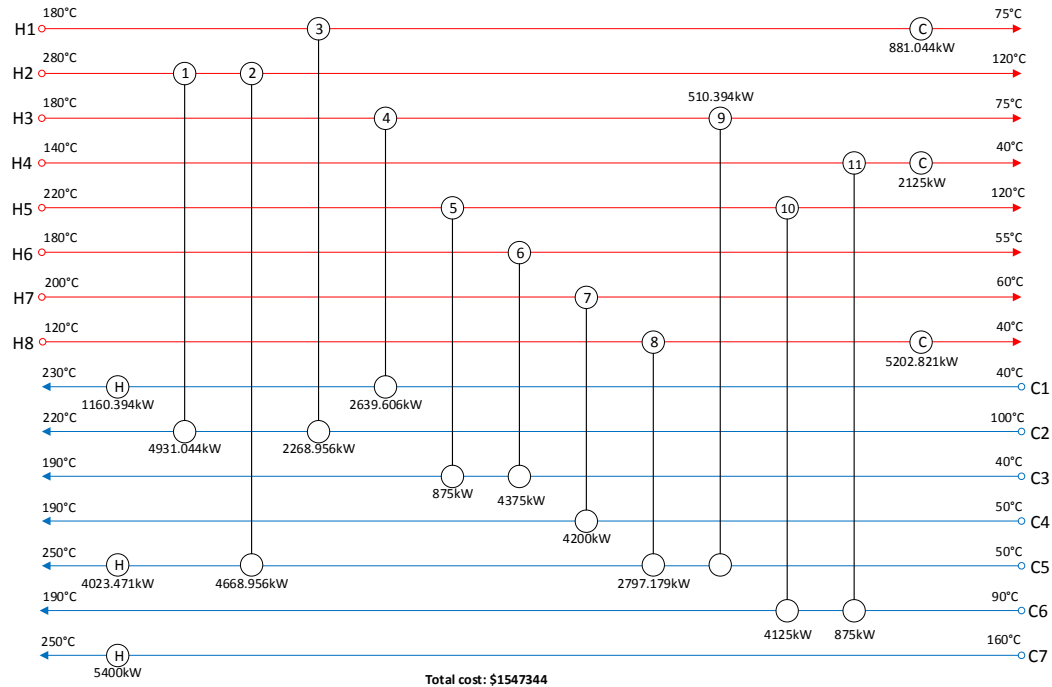 180°C 75°C
H1 3 C
881.044kW
280°C 120°C
H2 1 2
180°C 510.394kW 75°C
H3 4 9
140°C 40°C
H4 11 C
2125kW
220°C 120°C
H5 5 10
180°C 55°C
H6 6
200°C 60°C
H7 7
120°C 40°C
H8 8 C
5202.821kW
230°C 40°C
H C1
1160.394kW 2639.606kW
220°C 100°C
C2
4931.044kW 2268.956kW
190°C 40°C
C3
875kW 4375kW
190°C 50°C
C4
4200kW
250°C 50°C
H C5
4023.471kW 4668.956kW 2797.179kW
190°C 90°C
C6
4125kW 875kW
250°C 160°C
H C7
5400kW
Total cost: $1547344